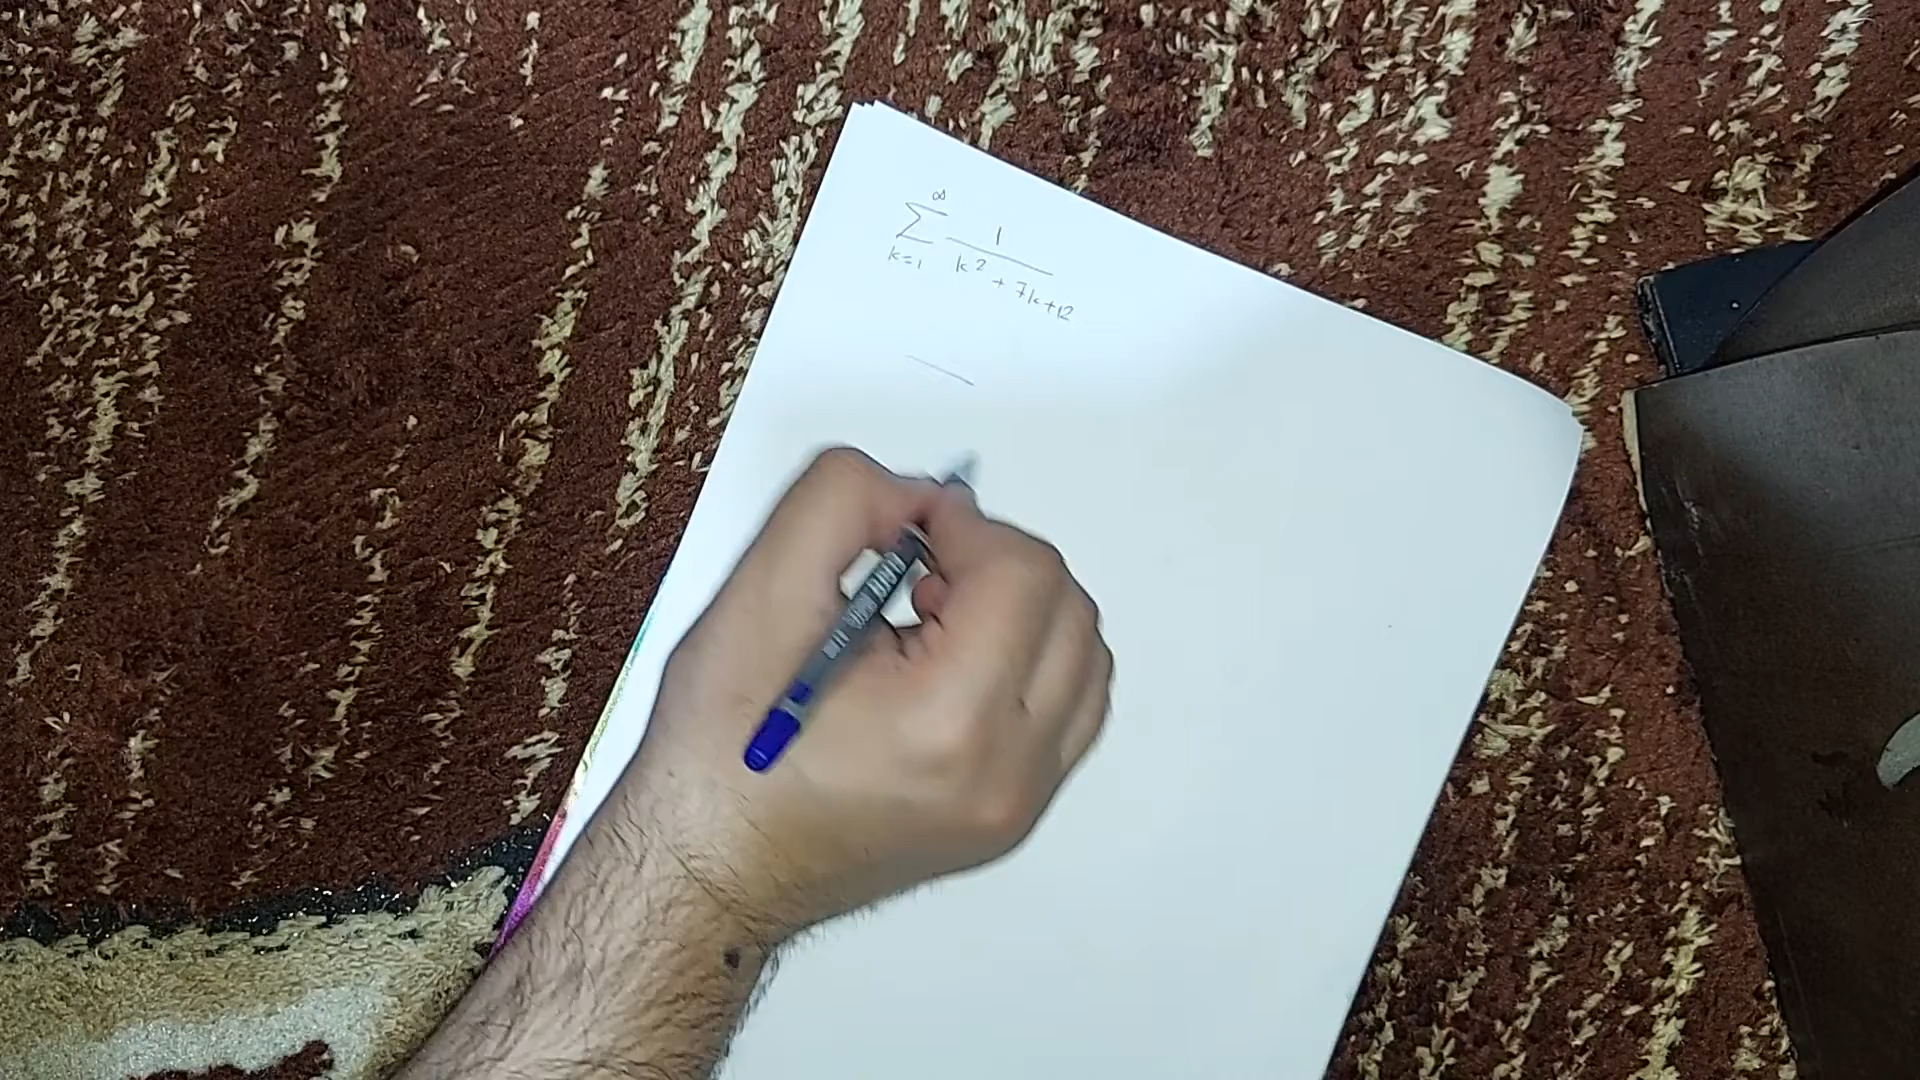 ∞
∑ 1
k=1 k² + 7k+12